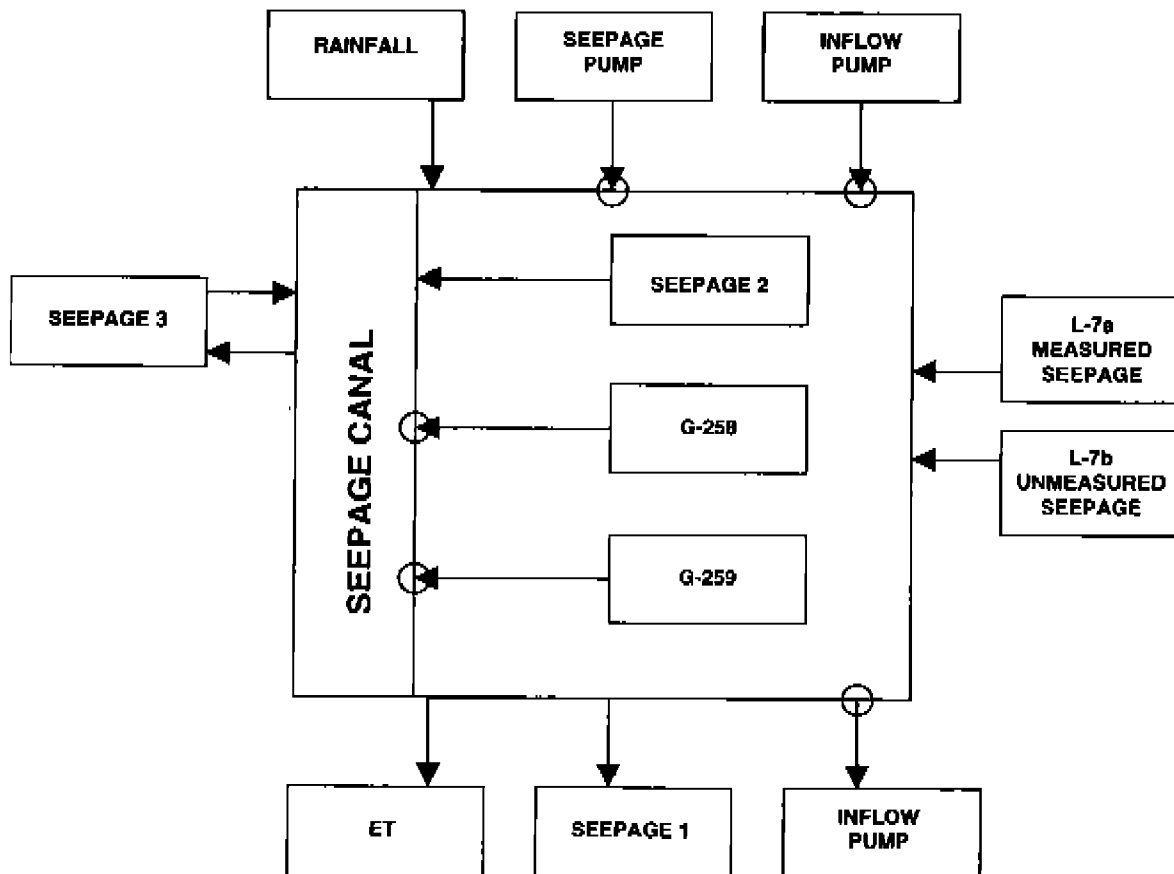 RAINFALL
SEEPAGE
PUMP
INFLOW
PUMP
SEEPAGE 3
SEEPAGE CANAL
SEEPAGE 2
G-258
G-259
L-7a
MEASURED
SEEPAGE
L-7b
UNMEASURED
SEEPAGE
ET
SEEPAGE 1
INFLOW
PUMP